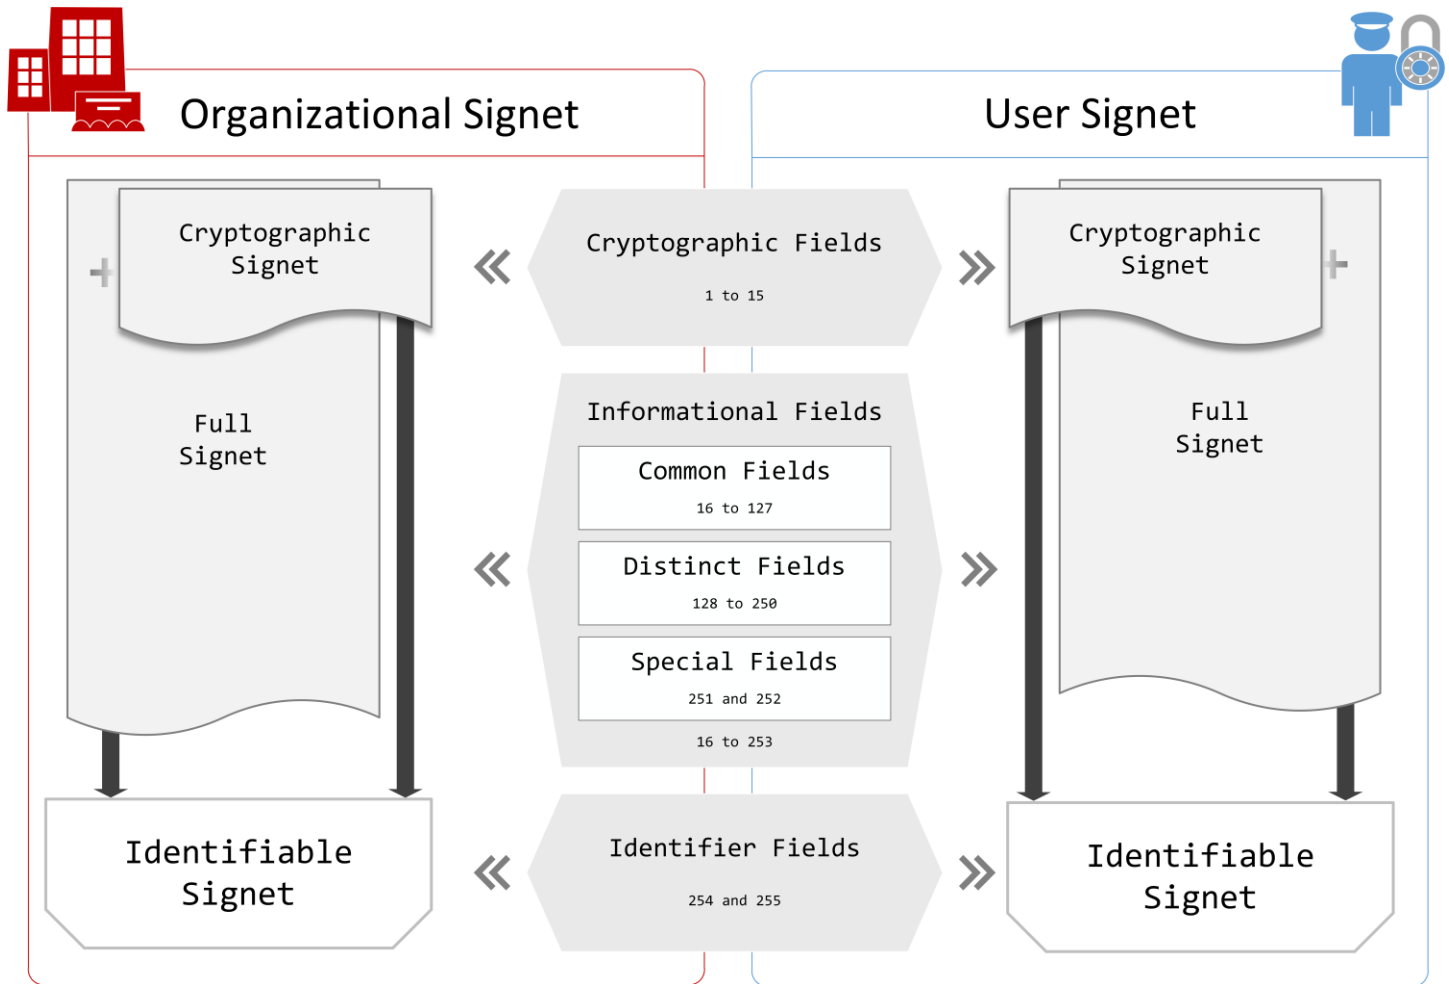 Organizational Signet
User Signet
Cryptographic
Signet
+
Full
Signet
Identifiable
Signet
Cryptographic Fields
1 to 15
Informational Fields
Common Fields
16 to 127
Distinct Fields
128 to 250
Special Fields
251 and 252
16 to 253
Identifier Fields
254 and 255
Cryptographic
Signet
+
Full
Signet
Identifiable
Signet